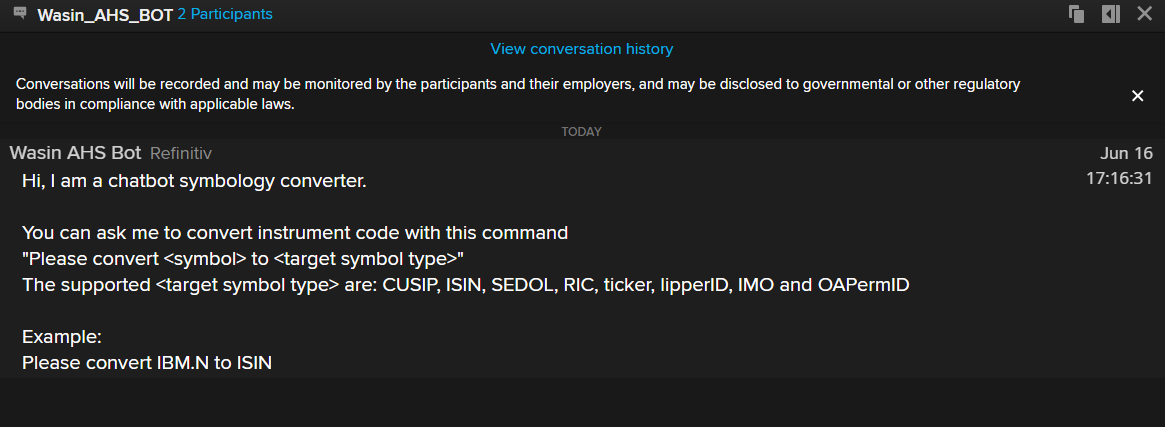 Wasin_AHS_BOT 2 Participants
View conversation history
Conversations will be recorded and may be monitored by the participants and their employers, and may be disclosed to governmental or other regulatory
bodies in compliance with applicable laws.
TODAY
Wasin AHS Bot Refinitiv Jun 16
Hi, I am a chatbot symbology converter. 17:16:31
You can ask me to convert instrument code with this command
"Please convert <symbol> to <target symbol type>"
The supported <target symbol type> are: CUSIP, ISIN, SEDOL, RIC, ticker, lipperID, IMO and OAPermID
Example:
Please convert IBM.N to ISIN